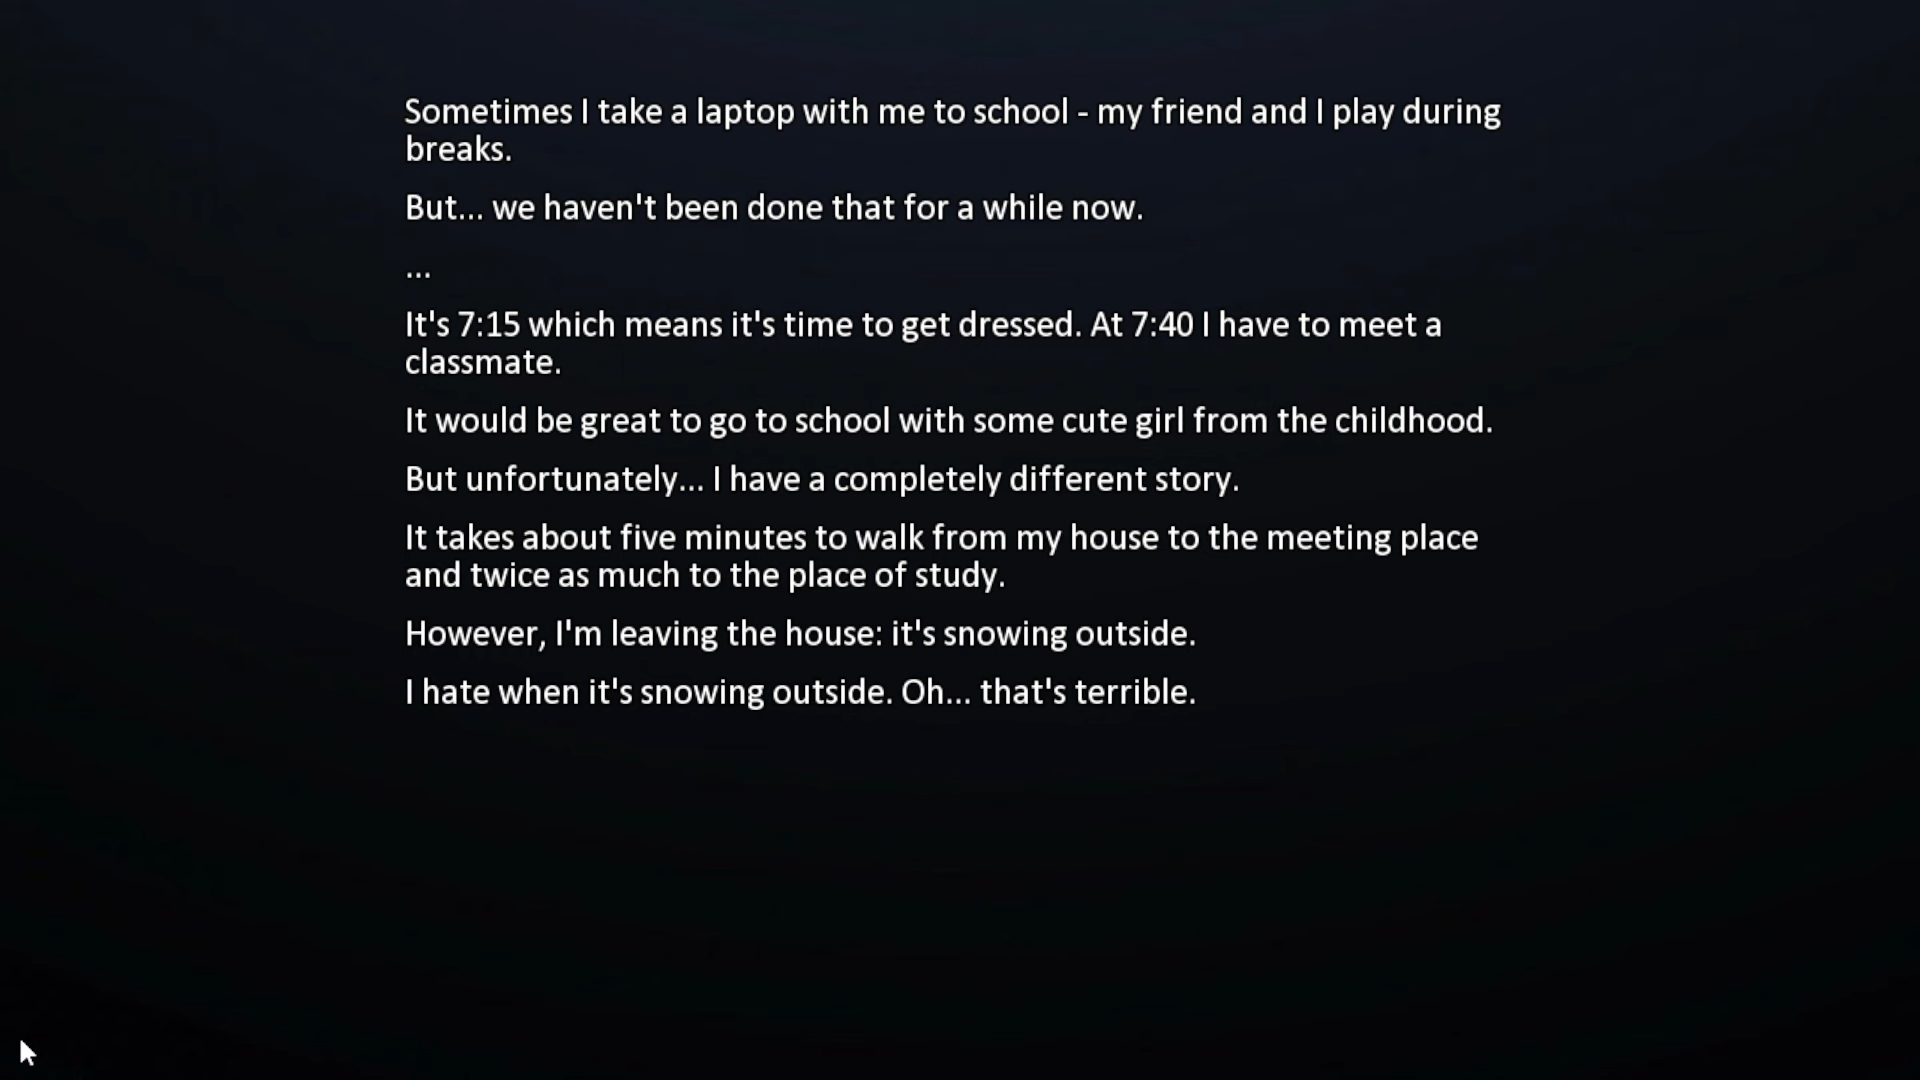 Sometimes I take a laptop with me to school - my friend and I play during
breaks.
But... we haven't been done that for a while now.
...
It's 7:15 which means it's time to get dressed. At 7:40 I have to meet a
classmate.
It would be great to go to school with some cute girl from the childhood.
But unfortunately... I have a completely different story.
It takes about five minutes to walk from my house to the meeting place
and twice as much to the place of study.
However, I'm leaving the house: it's snowing outside.
I hate when it's snowing outside. Oh... that's terrible.